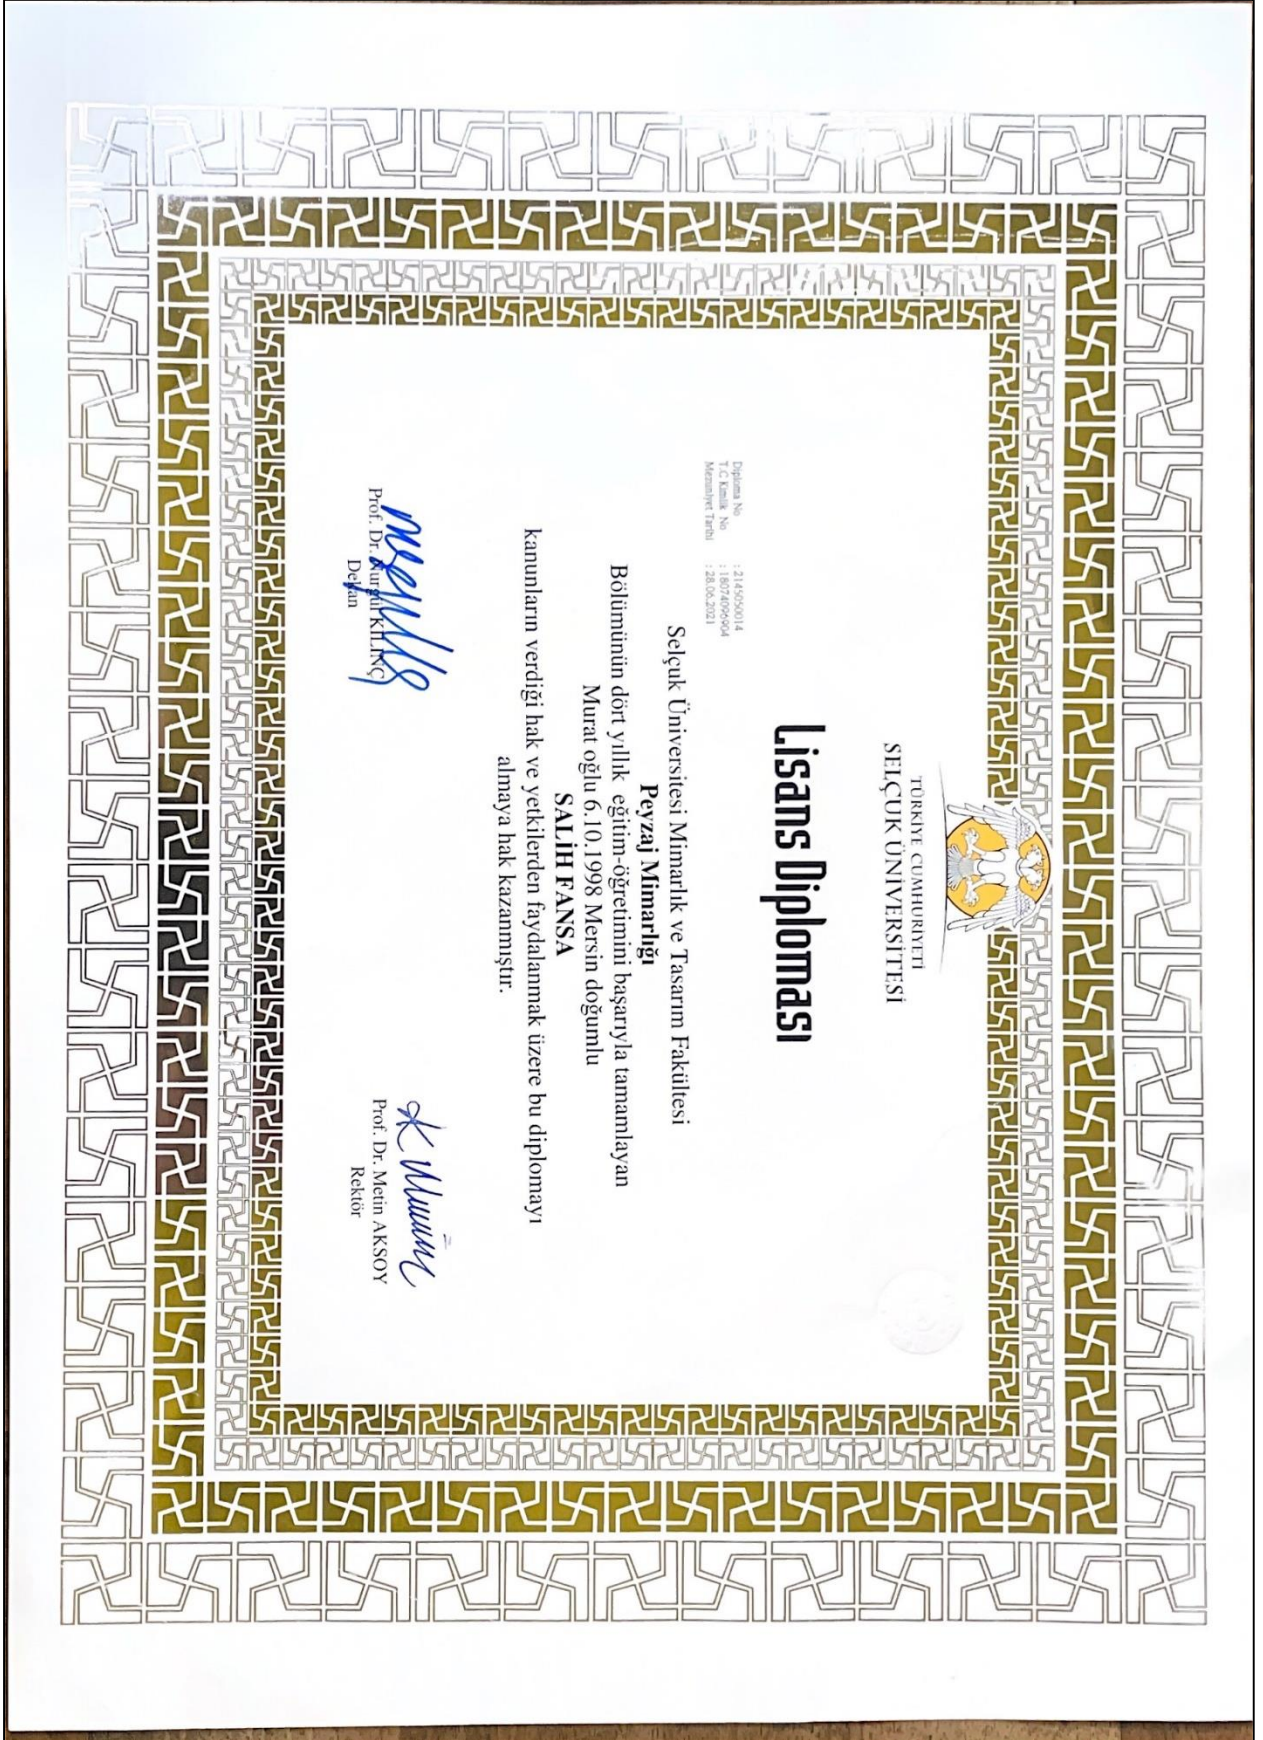 TÜRKİYE CUMHURİYETİ
SELÇUK ÜNİVERSİTESİ
Lisans Diploması
Diploma No : 2145050014
T.C Kimlik No : 18074096904
Mezuniyet Tarihi : 28.06.2021
Selçuk Üniversitesi Mimarlık ve Tasarım Fakültesi
Peyzaj Mimarlığı
Bölümünün dört yıllık eğitim-öğretimini başarıyla tamamlayan
Murat oğlu 6.10.1998 Mersin doğumlu
SALİH FANSA
kanunların verdiği hak ve yetkilerden faydalanmak üzere bu diplomayı
almaya hak kazanmıştır.
Prof. Dr. Nurgül KILINÇ
Dekan
Prof. Dr. Metin AKSOY
Rektör